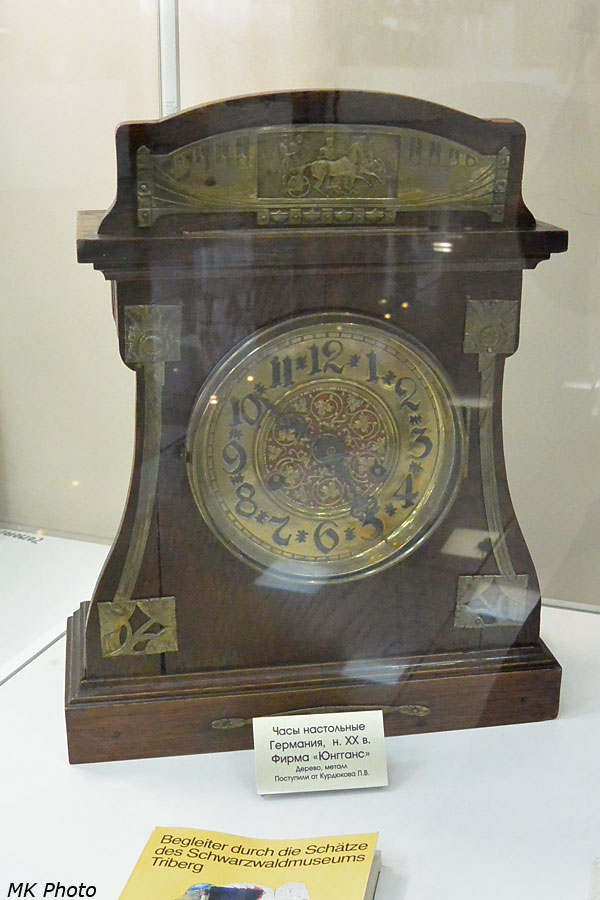 12
1
2
3
4
5
6
7
8
9
10
11
Часы настольные
Германия, н. XX в.
Фирма «Юнгганс»
Дерево, металл
Поступили от Курдюкова П.В.
Begleiter durch die Schätze
des Schwarzwaldmuseums
Triberg
MK Photo